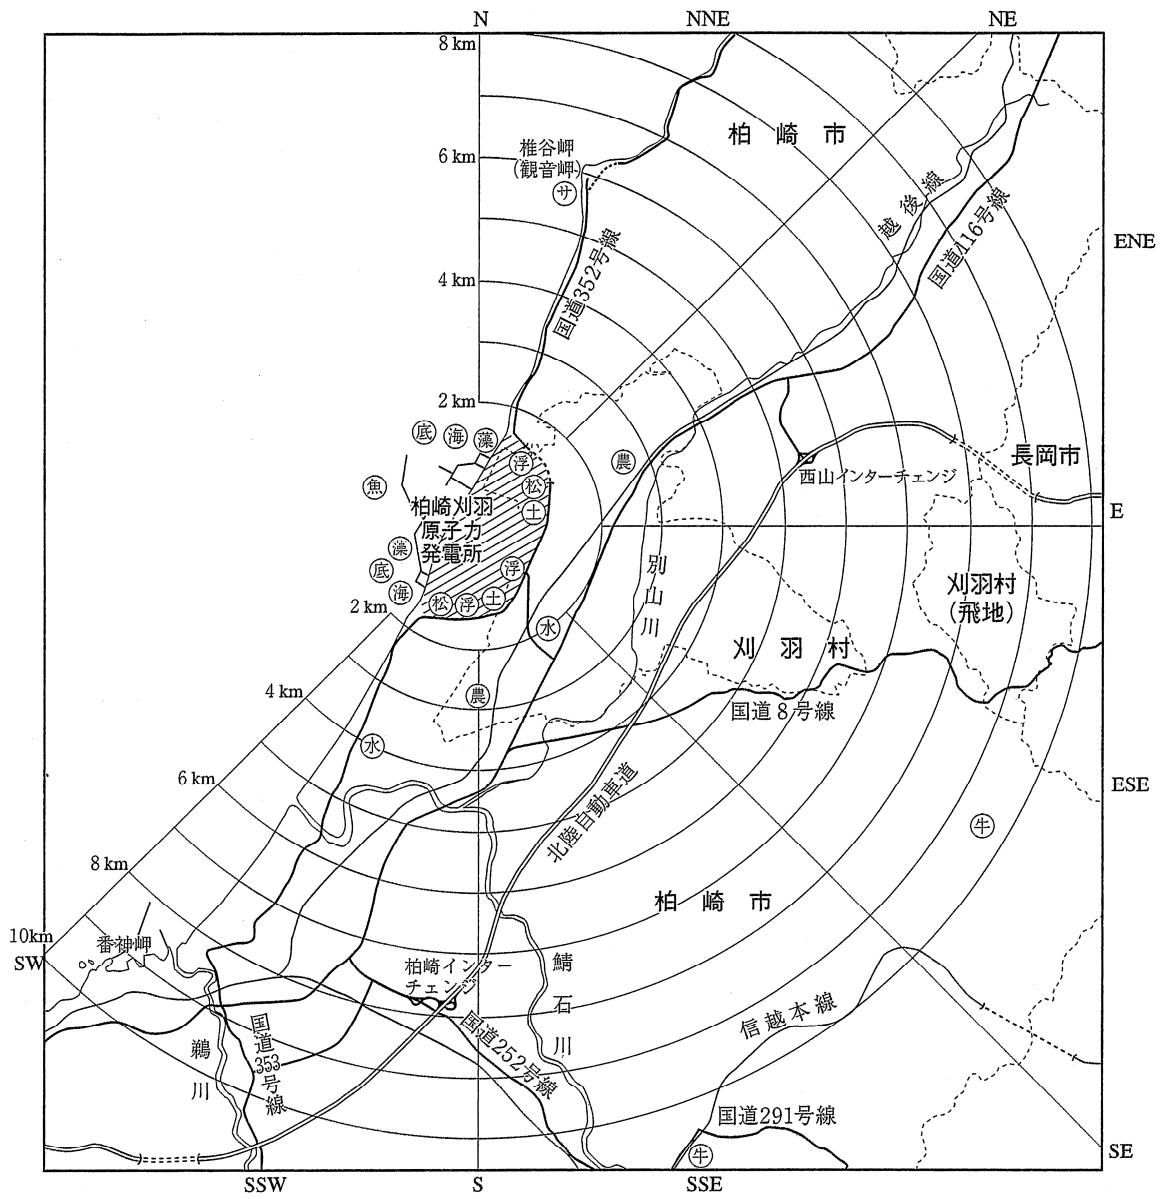 N
NNE
NE
8 km
柏崎市
椎谷岬
(観音岬)
6 km
サ
越後線
国道116号線
ENE
国道352号線
4 km
2 km
底
海
藻
浮
農
長岡市
魚
松
西山インターチェンジ
柏崎刈羽
原子力
発電所
土
E
藻
底
海
浮
別山川
刈羽村
(飛地)
2 km
松
浮
土
水
刈羽村
4 km
農
国道8号線
水
6 km
北陸自動車道
ESE
牛
8 km
柏崎市
10km
SW
番神岬
柏崎インター
チェンジ
鯖石川
信越本線
国道353号線
鵜川
国道252号線
国道291号線
牛
SE
SSW
S
SSE